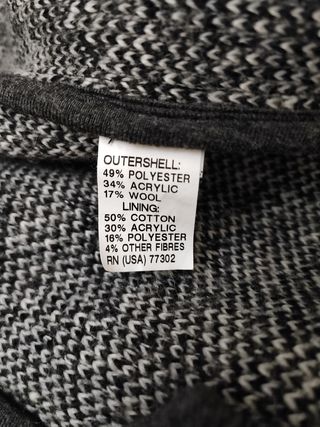 OUTERSHELL:
49% POLYESTER
34% ACRYLIC
17% WOOL
LINING:
50% COTTON
30% ACRYLIC
16% POLYESTER
4% OTHER FIBRES
RN (USA) 77302